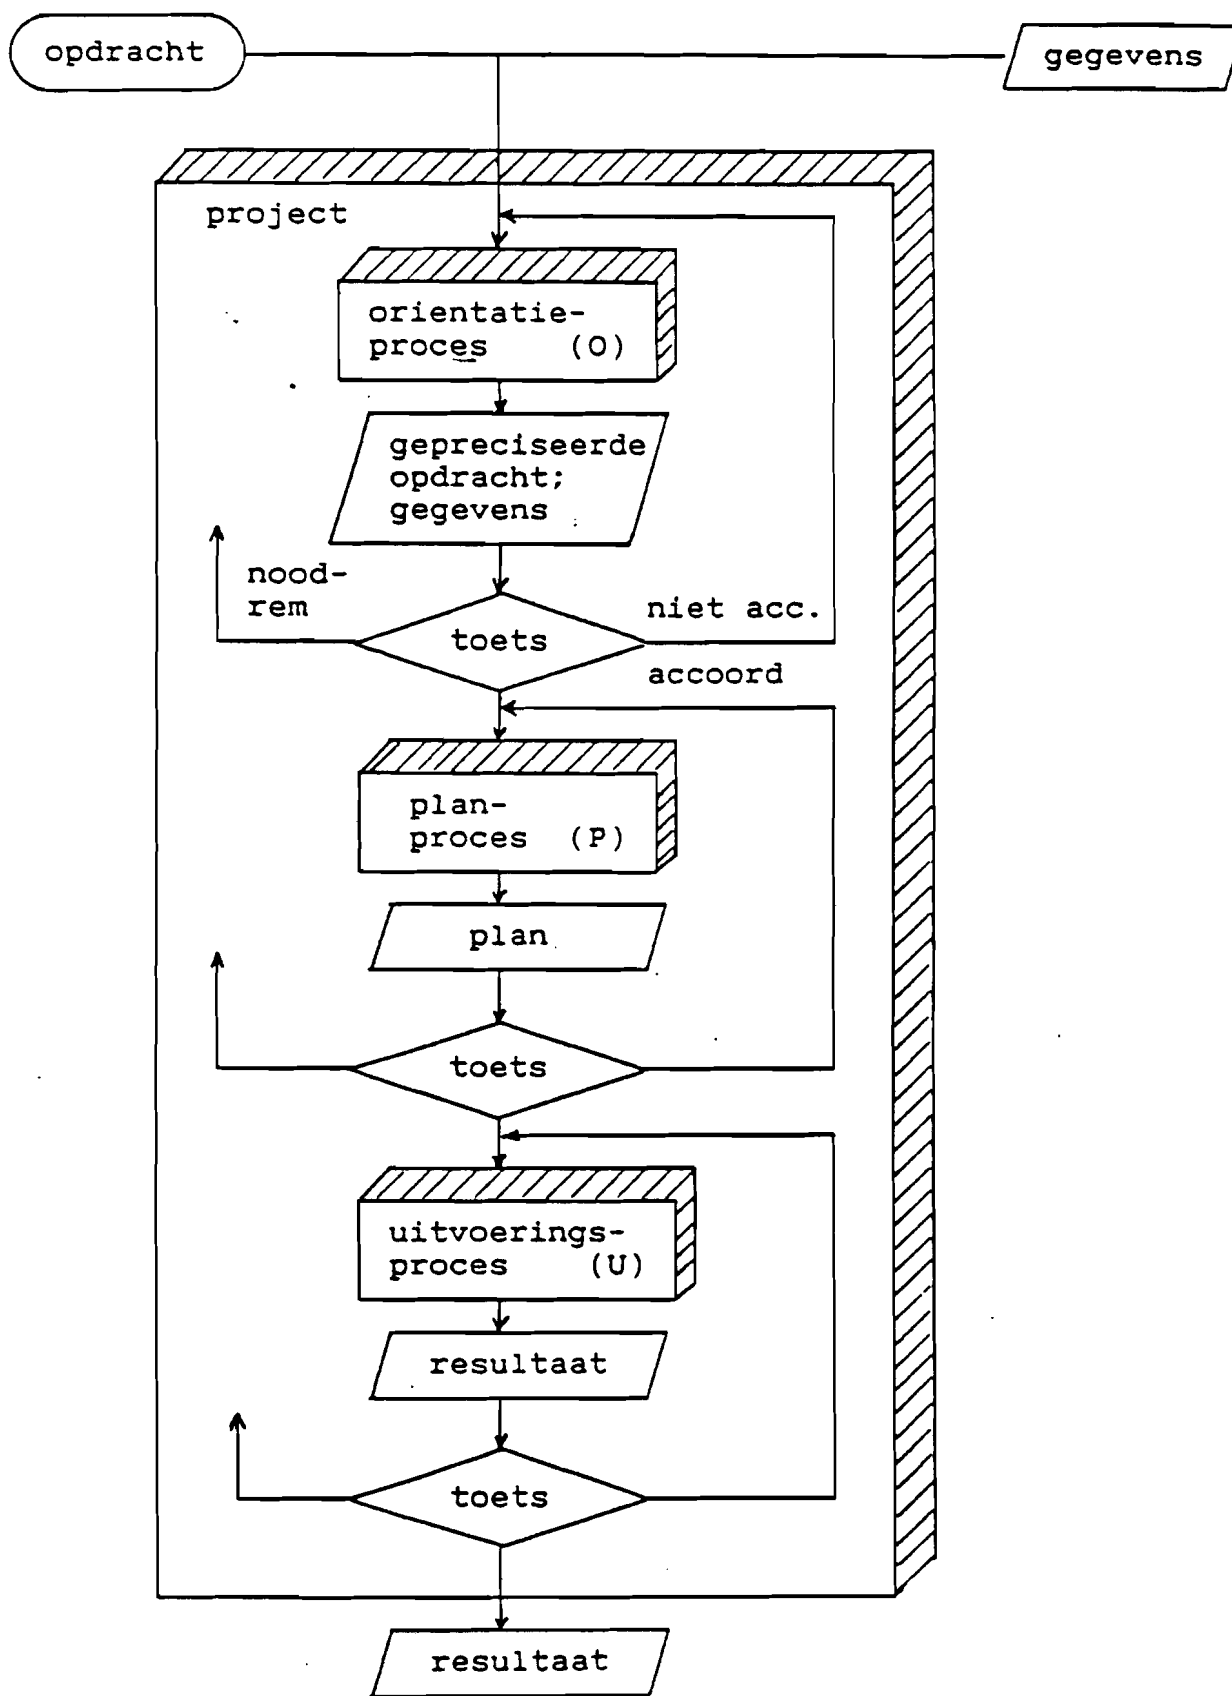 opdracht
gegevens
project
orientatie-
proces (O)
gepreciseerde
opdracht;
gegevens
nood-
rem
niet acc.
toets
accoord
plan-
proces (P)
plan
toets
uitvoerings-
proces (U)
resultaat
toets
resultaat